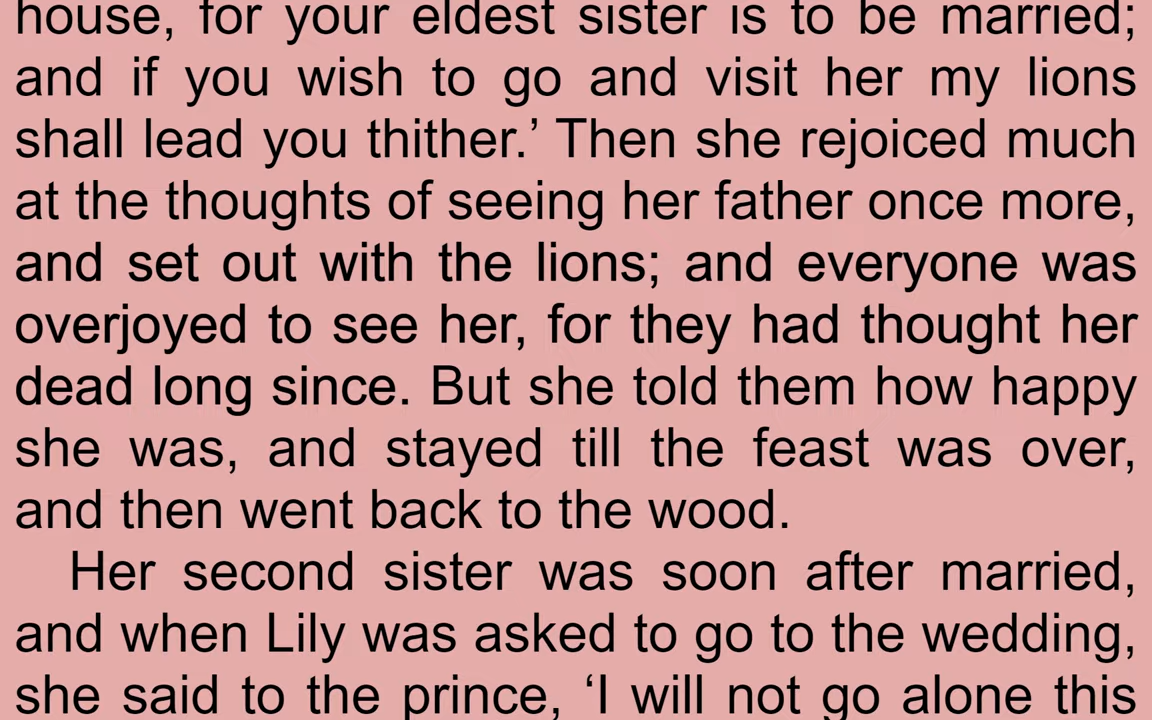 house, for your eldest sister is to be married;
and if you wish to go and visit her my lions
shall lead you thither.’ Then she rejoiced much
at the thoughts of seeing her father once more,
and set out with the lions; and everyone was
overjoyed to see her, for they had thought her
dead long since. But she told them how happy
she was, and stayed till the feast was over,
and then went back to the wood.
Her second sister was soon after married,
and when Lily was asked to go to the wedding,
she said to the prince, ‘I will not go alone this